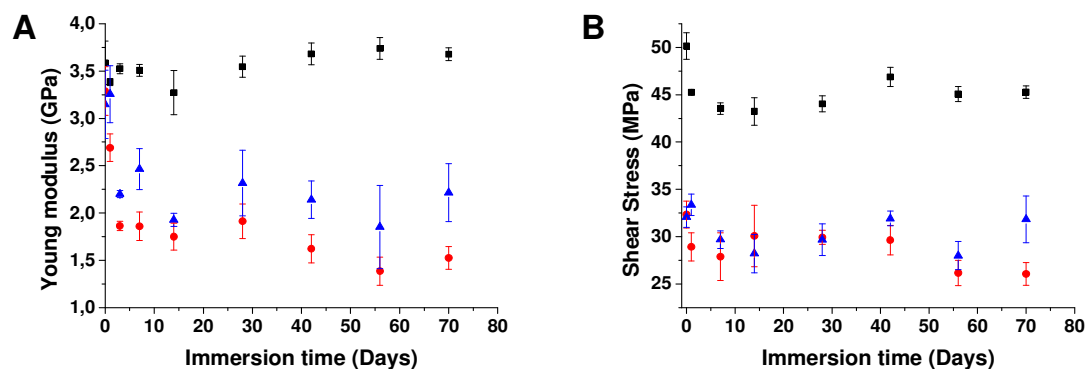 A
Young modulus (GPa)
4,0
3,5
3,0
2,5
2,0
1,5
1,0
0 10 20 30 40 50 60 70 80
Immersion time (Days)
B
Shear Stress (MPa)
50
45
40
35
30
25
0 10 20 30 40 50 60 70 80
Immersion time (Days)